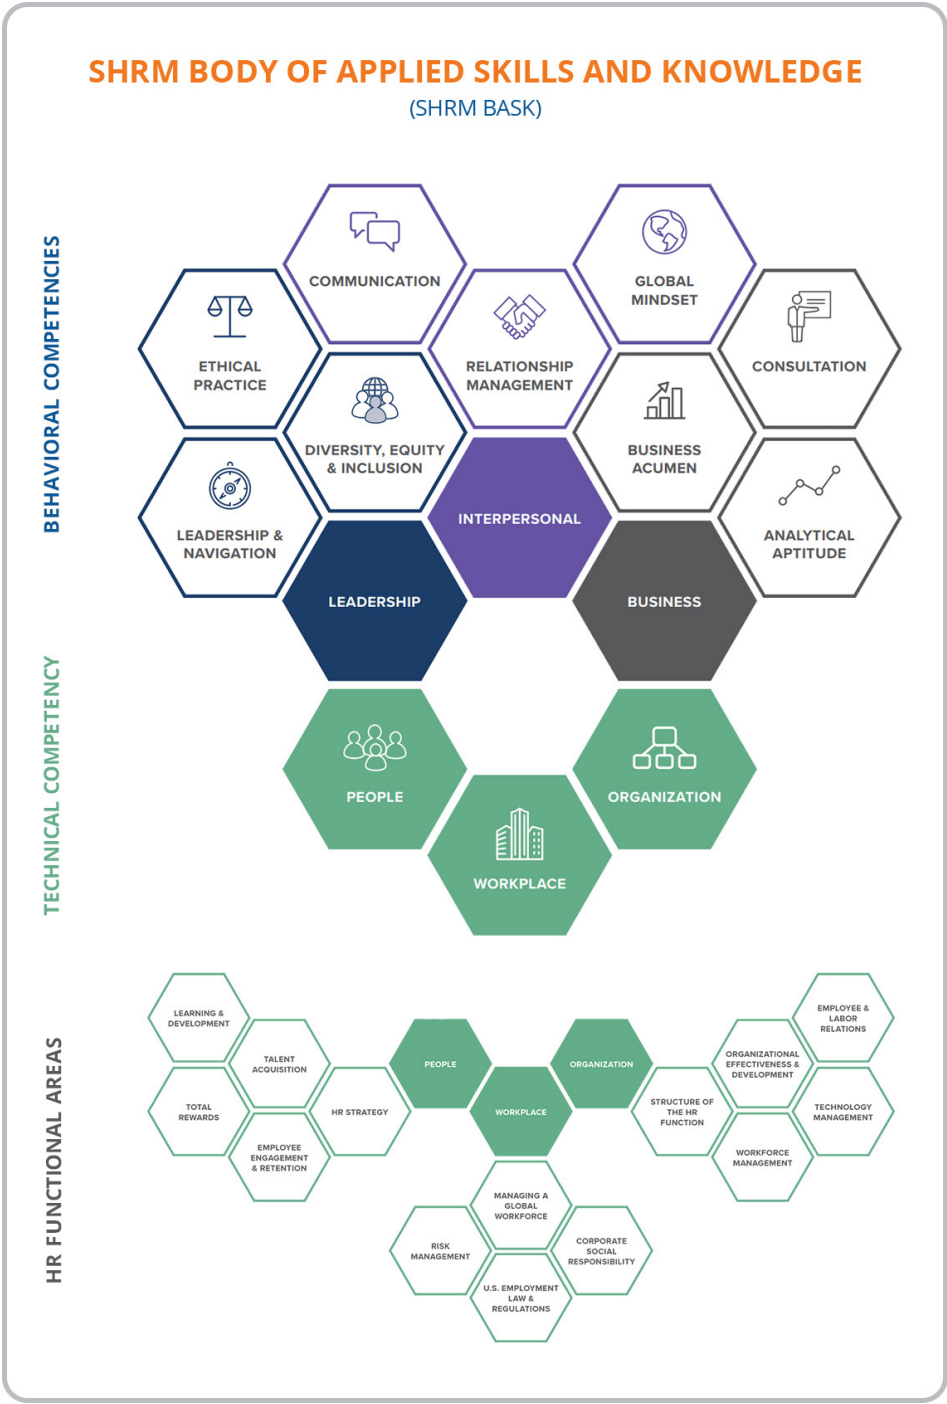 SHRM BODY OF APPLIED SKILLS AND KNOWLEDGE
(SHRM BASK)
BEHAVIORAL COMPETENCIES
COMMUNICATION
GLOBAL
MINDSET
ETHICAL
PRACTICE
RELATIONSHIP
MANAGEMENT
CONSULTATION
DIVERSITY, EQUITY
& INCLUSION
BUSINESS
ACUMEN
LEADERSHIP &
NAVIGATION
INTERPERSONAL
ANALYTICAL
APTITUDE
LEADERSHIP
BUSINESS
TECHNICAL COMPETENCY
PEOPLE
ORGANIZATION
WORKPLACE
HR FUNCTIONAL AREAS
LEARNING &
DEVELOPMENT
TALENT
ACQUISITION
TOTAL
REWARDS
HR STRATEGY
EMPLOYEE
ENGAGEMENT
& RETENTION
PEOPLE
WORKPLACE
ORGANIZATION
EMPLOYEE &
LABOR
RELATIONS
ORGANIZATIONAL
EFFECTIVENESS &
DEVELOPMENT
STRUCTURE OF
THE HR
FUNCTION
TECHNOLOGY
MANAGEMENT
WORKFORCE
MANAGEMENT
MANAGING A
GLOBAL
WORKFORCE
RISK
MANAGEMENT
CORPORATE
SOCIAL
RESPONSIBILITY
U.S. EMPLOYMENT
LAW &
REGULATIONS